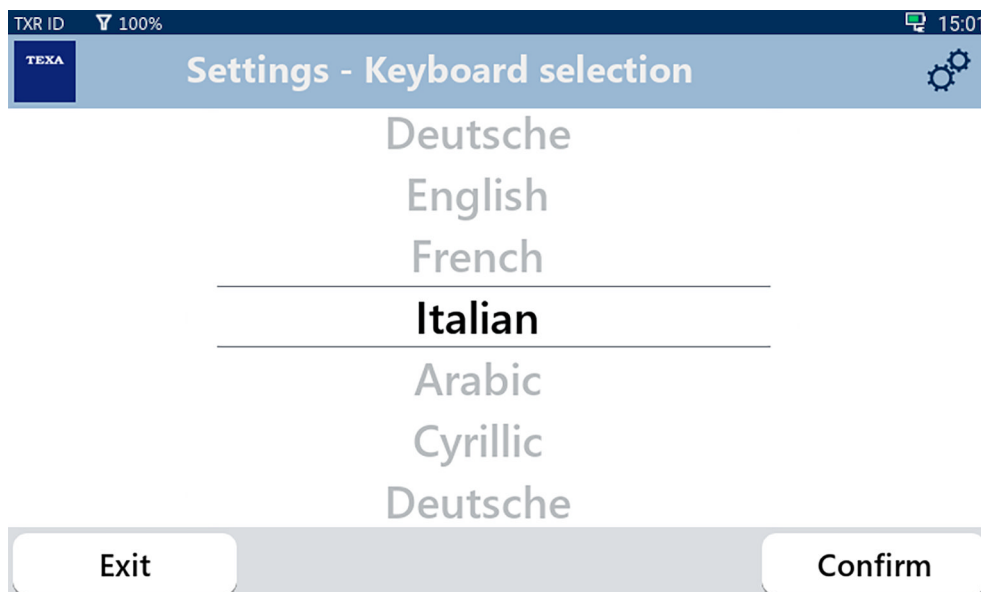 TXR ID 100% 15:01
TEXA
Settings - Keyboard selection
Deutsche
English
French
Italian
Arabic
Cyrillic
Deutsche
Exit
Confirm